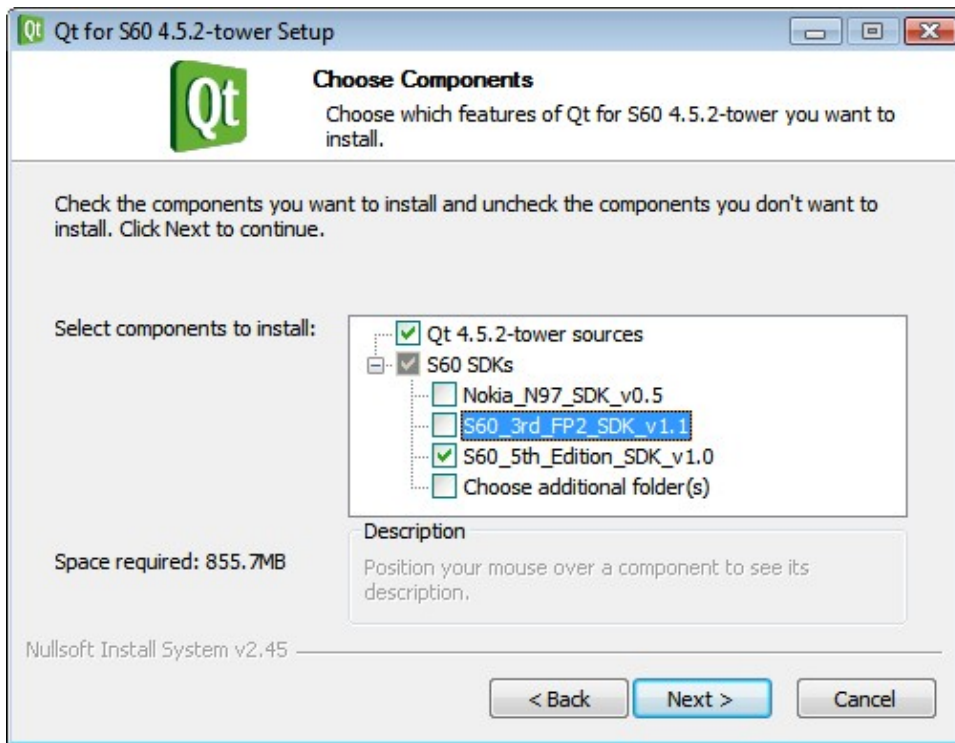 Qt Qt for S60 4.5.2-tower Setup
Qt
Choose Components
Choose which features of Qt for S60 4.5.2-tower you want to
install.
Check the components you want to install and uncheck the components you don't want to
install. Click Next to continue.
Select components to install:
Qt 4.5.2-tower sources
S60 SDKs
Nokia_N97_SDK_v0.5
S60_3rd_FP2_SDK_v1.1
S60_5th_Edition_SDK_v1.0
Choose additional folder(s)
Space required: 855.7MB
Description
Position your mouse over a component to see its
description.
Nullsoft Install System v2.45
< Back Next > Cancel